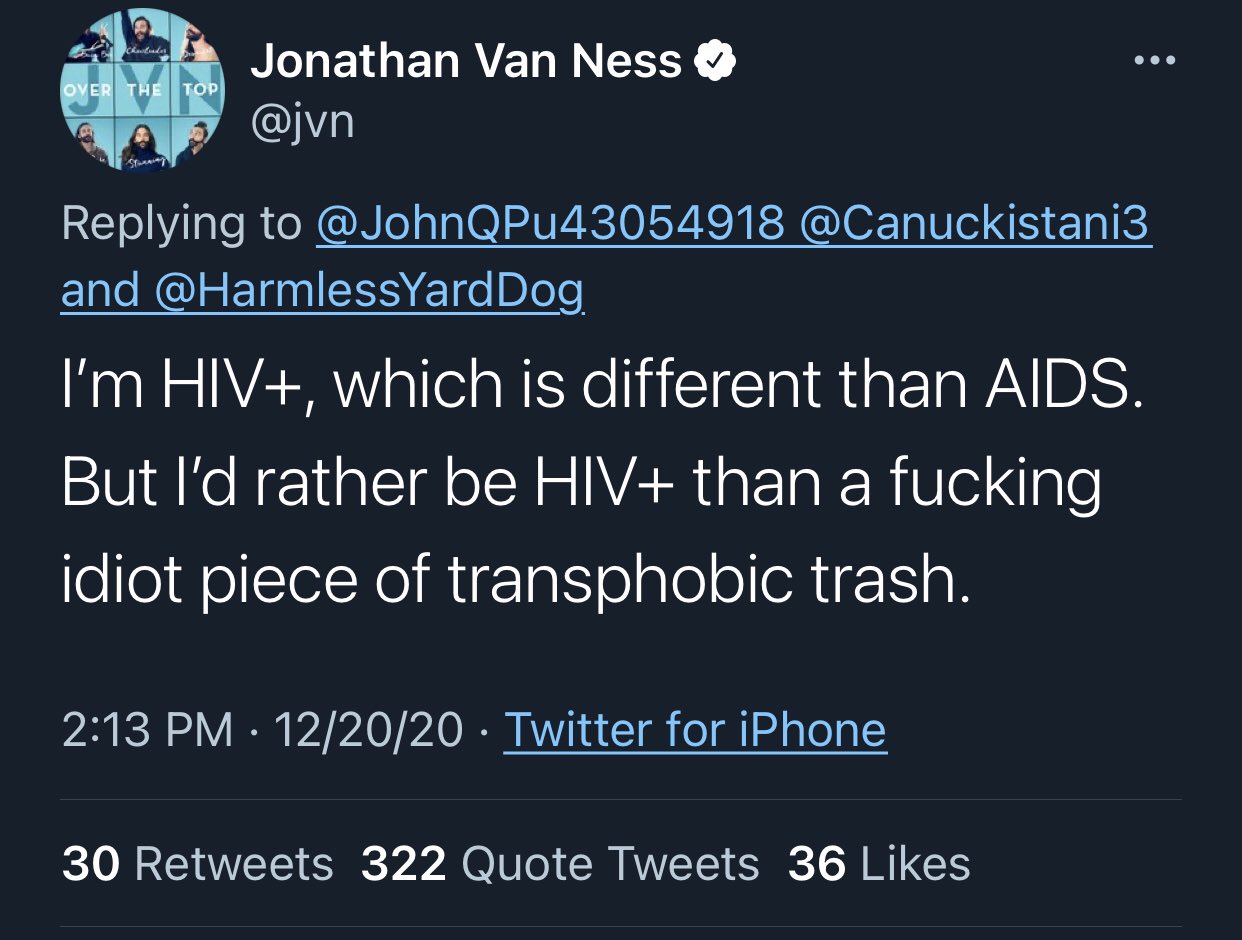 Jonathan Van Ness
@jvn
OVER THE TOP
JVN
Stunning
Replying to @JohnQPu43054918 @Canuckistani3
and @HarmlessYardDog
I’m HIV+, which is different than AIDS.
But I’d rather be HIV+ than a fucking
idiot piece of transphobic trash.
2:13 PM · 12/20/20 · Twitter for iPhone
30 Retweets 322 Quote Tweets 36 Likes